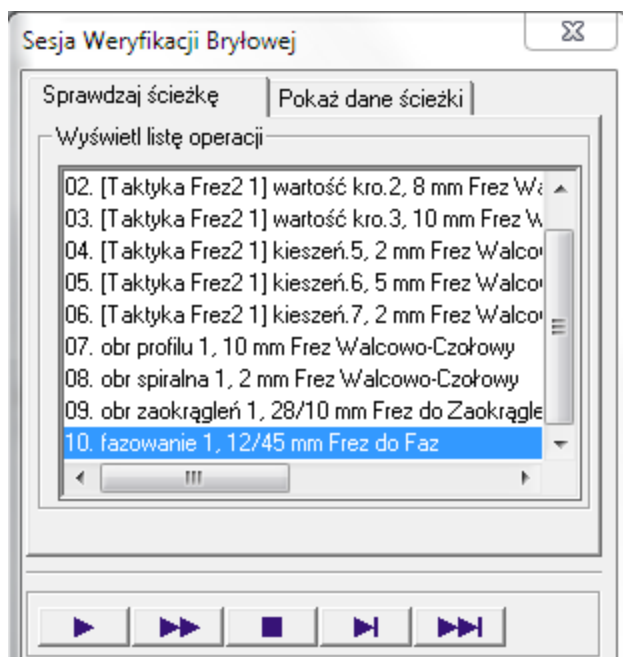 Sesja Weryfikacji Bryłowej
Sprawdzaj ścieżkę
Pokaż dane ścieżki
Wyświetl listę operacji
02. [Taktyka Frez2 1] wartość kro.2, 8 mm Frez
03. [Taktyka Frez2 1] wartość kro.3, 10 mm Frez
04. [Taktyka Frez2 1] kieszeń.5, 2 mm Frez Walco
05. [Taktyka Frez2 1] kieszeń.6, 5 mm Frez Walco
06. [Taktyka Frez2 1] kieszeń.7, 2 mm Frez Walco
07. obr profilu 1, 10 mm Frez Walcowo-Czołowy
08. obr spiralna 1, 2 mm Frez Walcowo-Czołowy
09. obr zaokrągleń 1, 28/10 mm Frez do Zaokrągle
10. fazowanie 1, 12/45 mm Frez do Faz